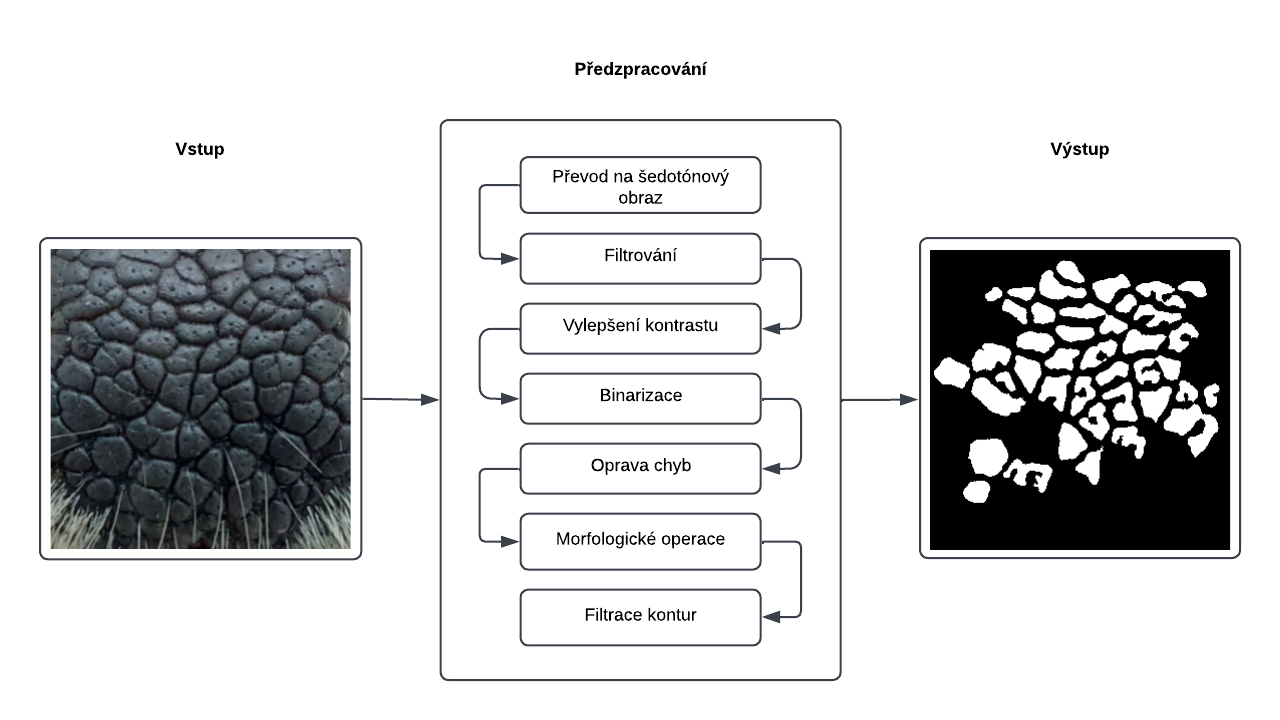 Předzpracování
Vstup
Výstup
Převod na šedotónový
obraz
Filtrování
Vylepšení kontrastu
Binarizace
Oprava chyb
Morfologické operace
Filtrace kontur